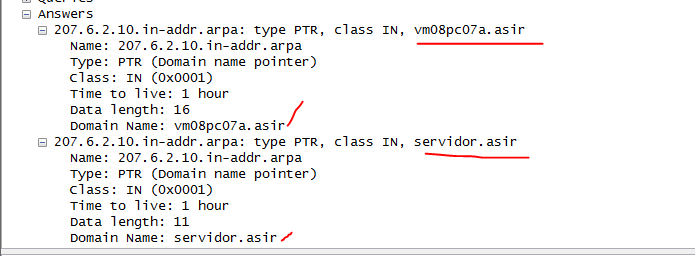 Answers
207.6.2.10.in-addr.arpa: type PTR, class IN, vm08pc07a.asir
Name: 207.6.2.10.in-addr.arpa
Type: PTR (Domain name pointer)
Class: IN (0x0001)
Time to live: 1 hour
Data length: 16
Domain Name: vm08pc07a.asir
207.6.2.10.in-addr.arpa: type PTR, class IN, servidor.asir
Name: 207.6.2.10.in-addr.arpa
Type: PTR (Domain name pointer)
Class: IN (0x0001)
Time to live: 1 hour
Data length: 11
Domain Name: servidor.asir